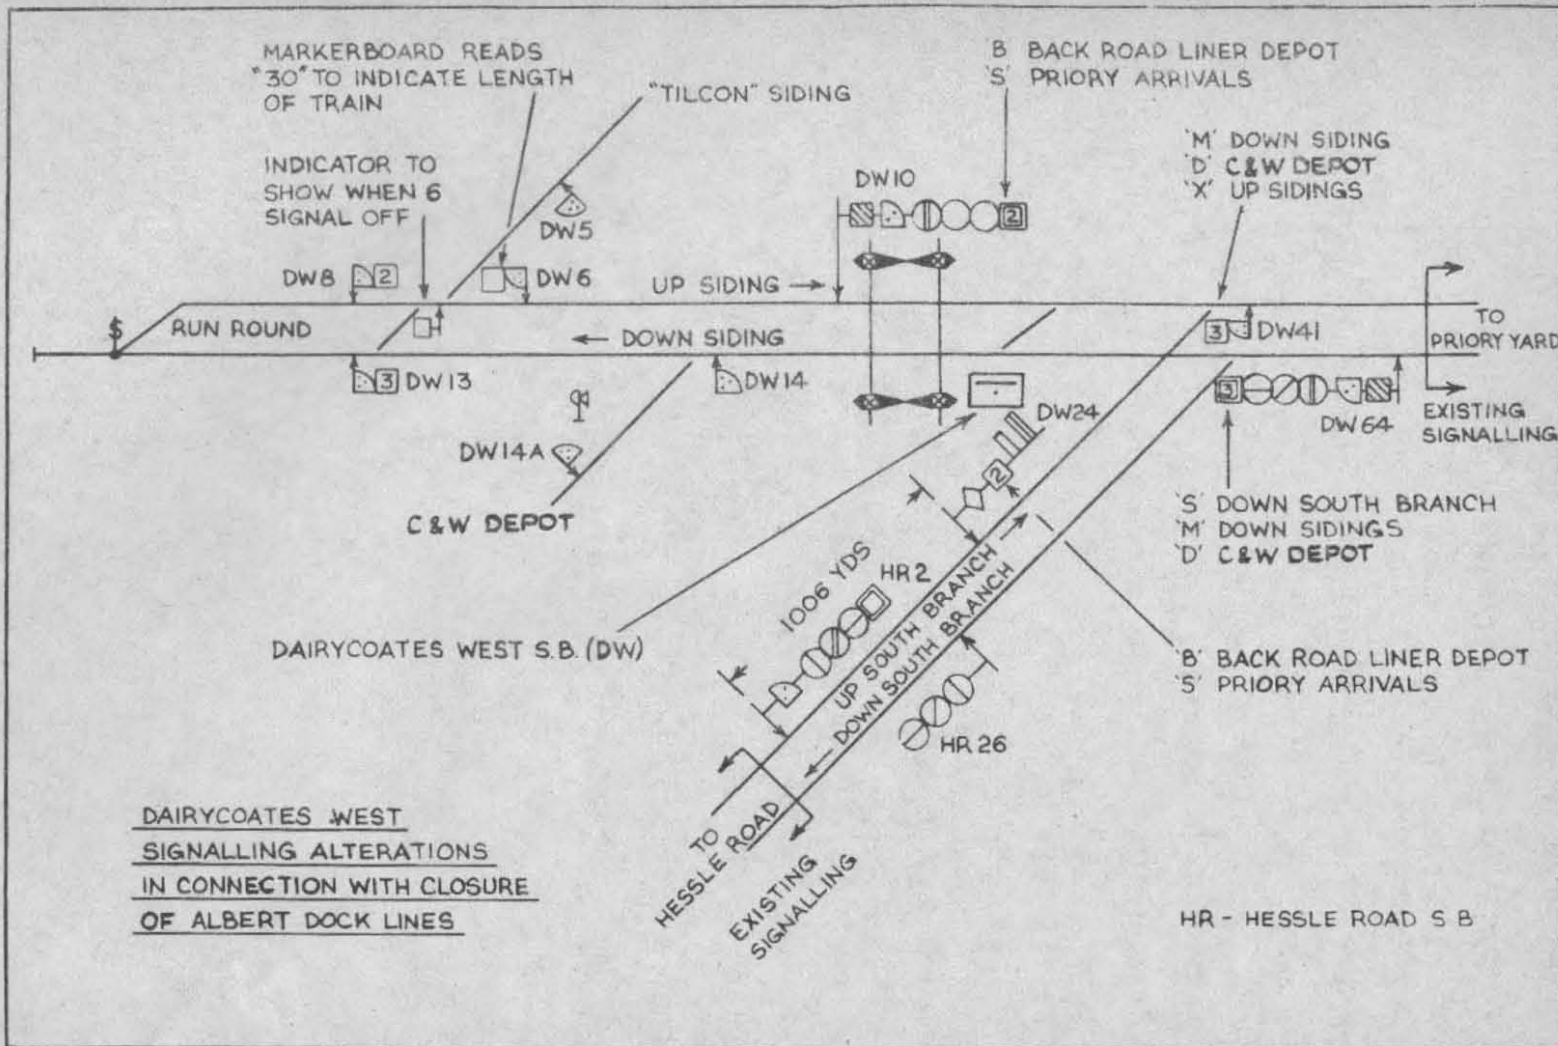 MARKERBOARD READS
"30" TO INDICATE LENGTH
OF TRAIN
"TILCON" SIDING
'B' BACK ROAD LINER DEPOT
'S' PRIORY ARRIVALS
'M' DOWN SIDING
'D' C&W DEPOT
'X' UP SIDINGS
INDICATOR TO
SHOW WHEN 6
SIGNAL OFF
DW5
DW10
2
DW8 2
DW6
UP SIDING
RUN ROUND
DOWN SIDING
$
3 DW41
TO
PRIORY YARD
3 DW13
DW14
DW24
2
3
DW64
EXISTING
SIGNALLING
DW14A
C&W DEPOT
'S' DOWN SOUTH BRANCH
'M' DOWN SIDINGS
'D' C&W DEPOT
1006 YDS
HR2
UP SOUTH BRANCH
DOWN SOUTH BRANCH
DAIRYCOATES WEST S.B. (DW)
'B' BACK ROAD LINER DEPOT
'S' PRIORY ARRIVALS
HR26
TO
HESSLE ROAD
EXISTING
SIGNALLING
DAIRYCOATES WEST
SIGNALLING ALTERATIONS
IN CONNECTION WITH CLOSURE
OF ALBERT DOCK LINES
HR - HESSLE ROAD S B